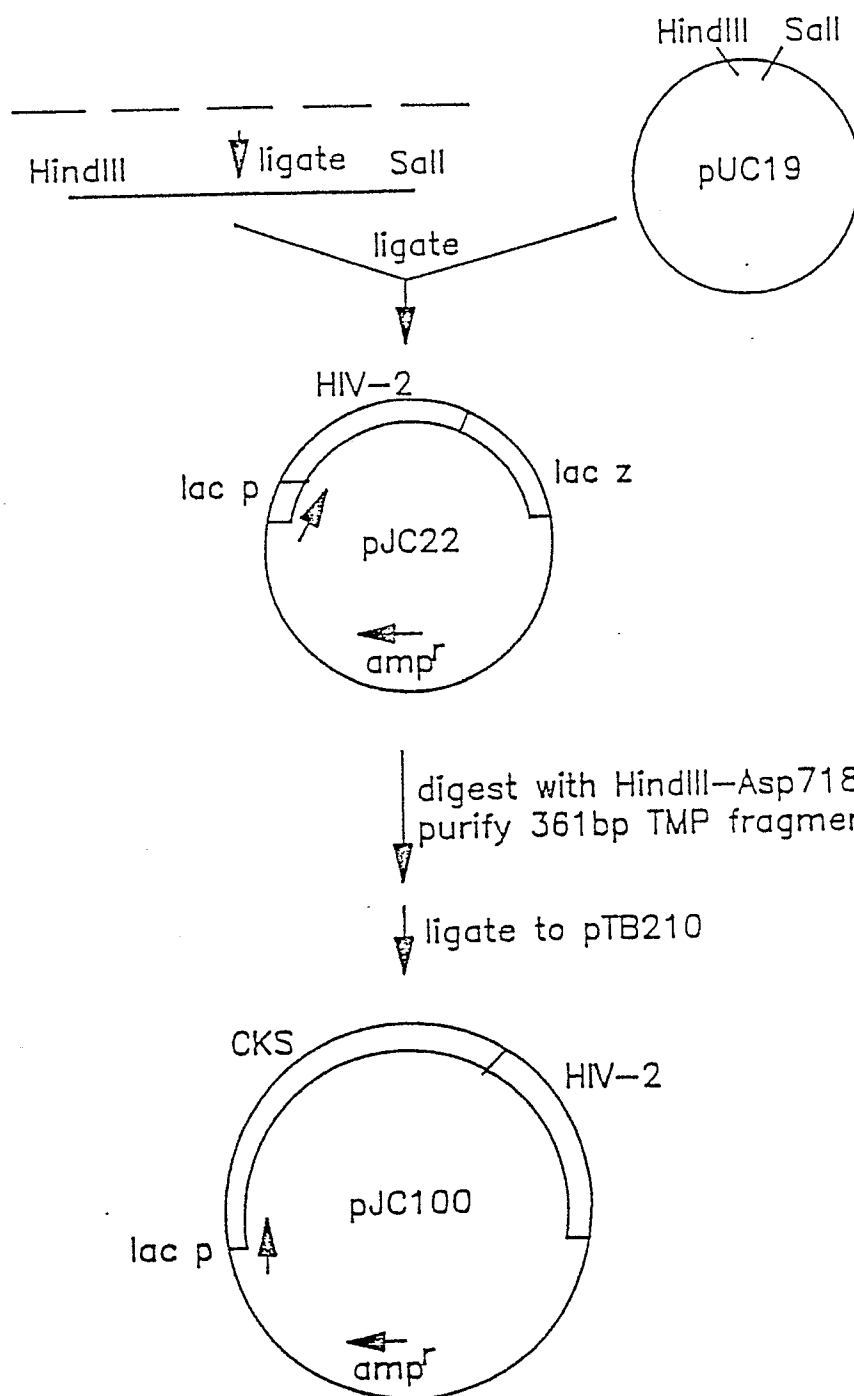 HindIII SalI
pUC19
HindIII ligate SalI
ligate
HIV-2
lac p
lac z
pJC22
amp^r
digest with HindIII-Asp718
purify 361bp TMP fragmen
ligate to pTB210
CKS
HIV-2
pJC100
lac p
amp^r